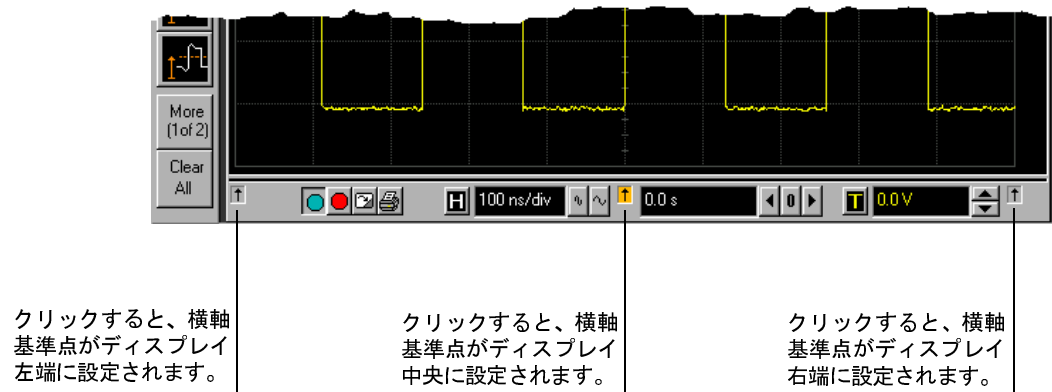 More
(1of 2)
Clear
All
H 100 ns/div 0.0 s 0 T 0.0 V
クリックすると、横軸
基準点がディスプレイ
左端に設定されます。
クリックすると、横軸
基準点がディスプレイ
中央に設定されます。
クリックすると、横軸
基準点がディスプレイ
右端に設定されます。